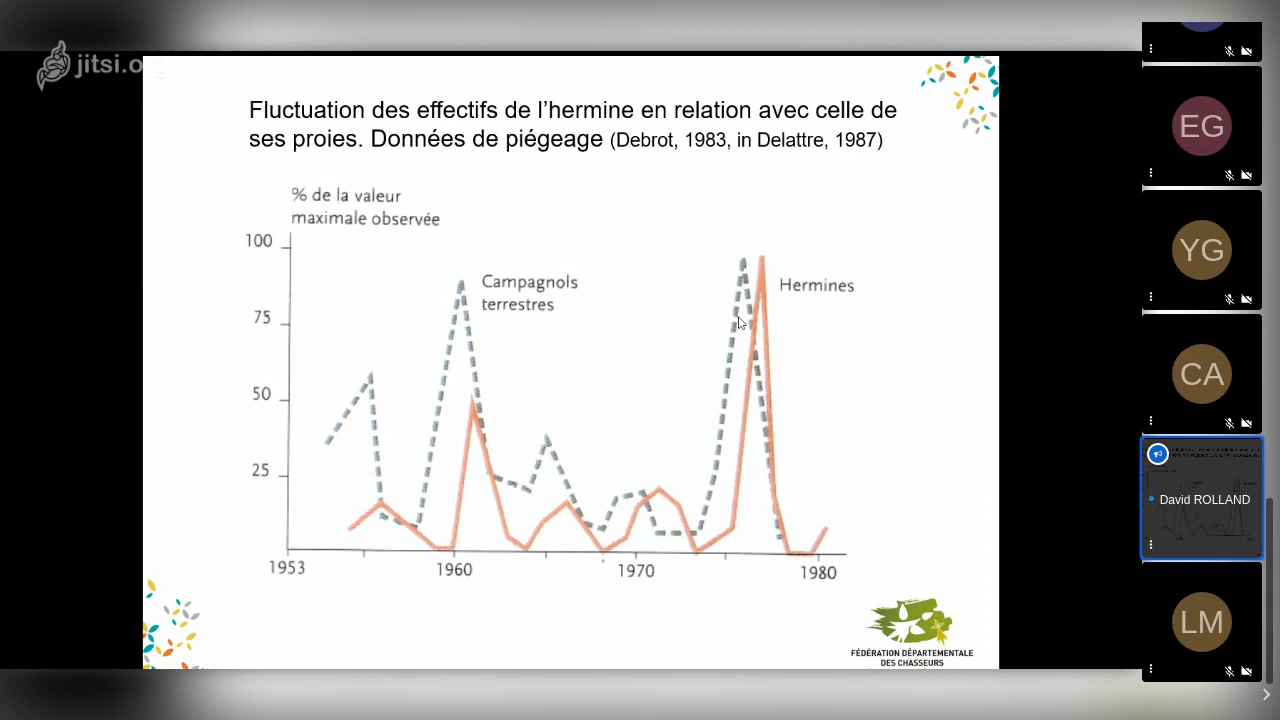 jitsi.org
Fluctuation des effectifs de l'hermine en relation avec celle de
ses proies. Données de piégeage (Debrot, 1983, in Delattre, 1987)
% de la valeur
maximale observée
100
75
50
25
Campagnols
terrestres
Hermines
1953
1960
1970
1980
FÉDÉRATION DÉPARTEMENTALE
DES CHASSEURS
EG
YG
CA
David ROLLAND
LM